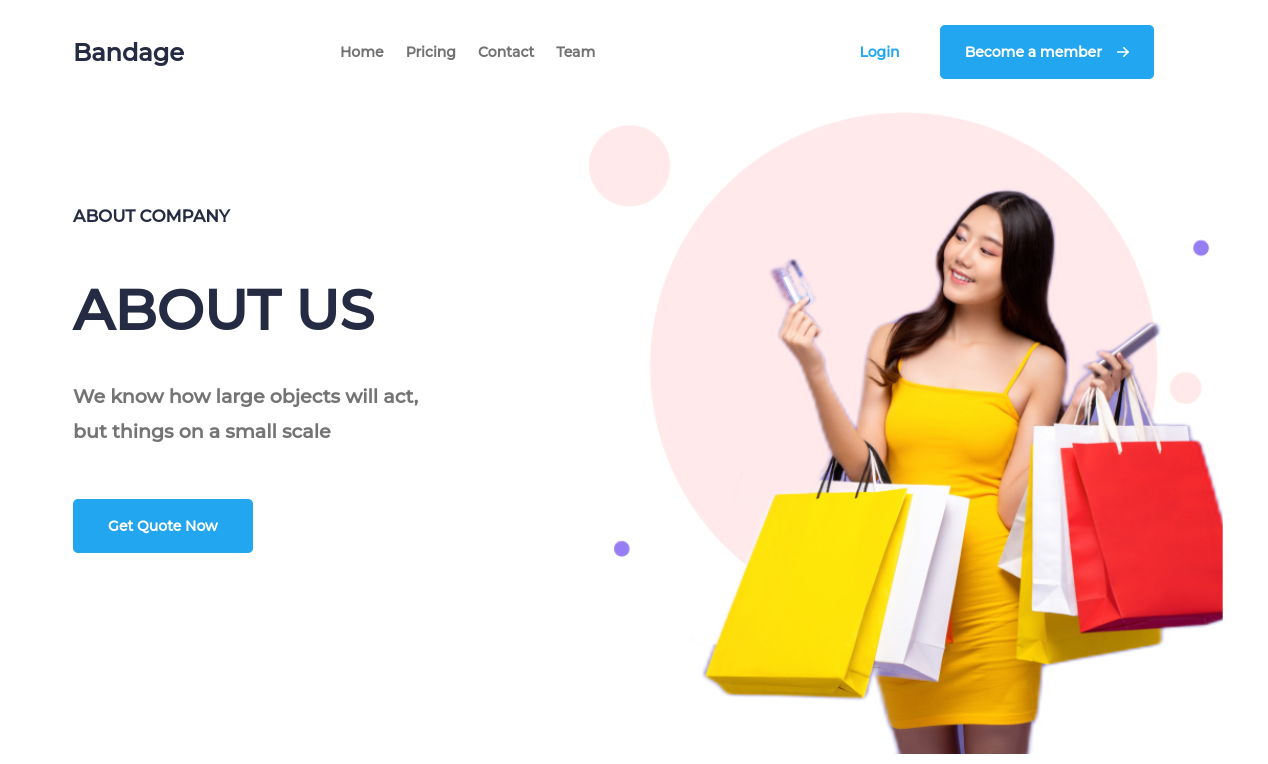 Bandage
Home Pricing Contact Team
Login
Become a member
ABOUT COMPANY
ABOUT US
We know how large objects will act,
but things on a small scale
Get Quote Now